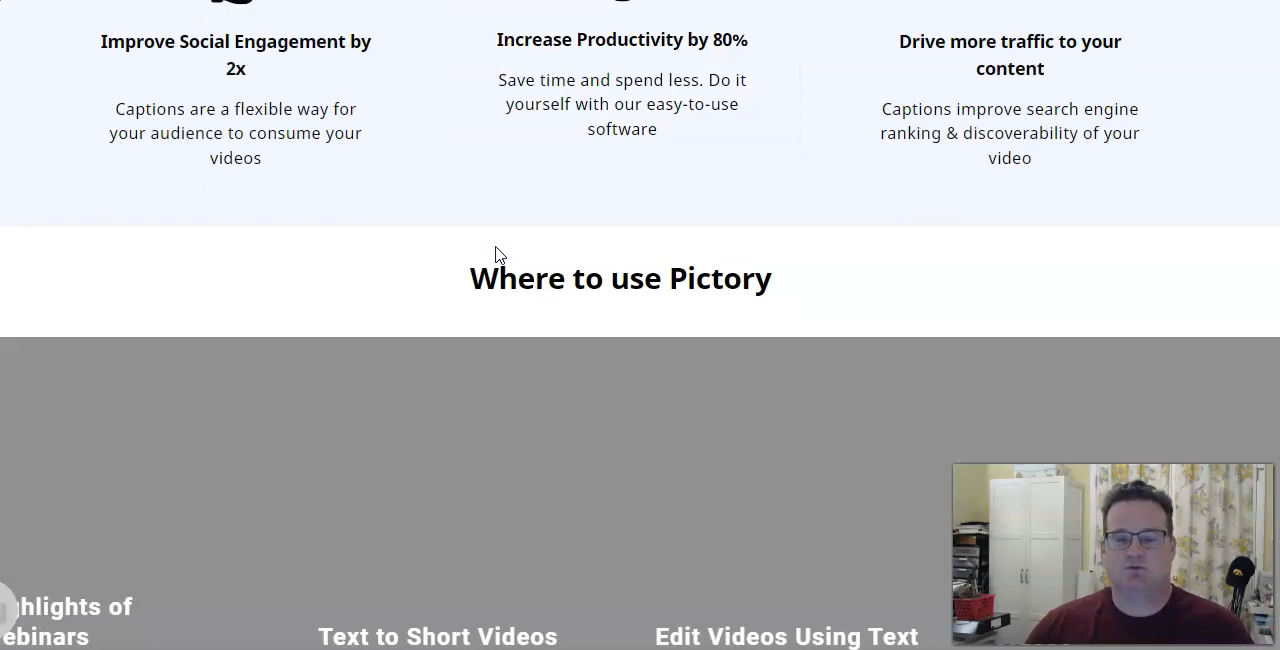 Improve Social Engagement by
2x
Captions are a flexible way for
your audience to consume your
videos
Increase Productivity by 80%
Save time and spend less. Do it
yourself with our easy-to-use
software
Drive more traffic to your
content
Captions improve search engine
ranking & discoverability of your
video
Where to use Pictory
ghlights of
ebinars
Text to Short Videos
Edit Videos Using Text